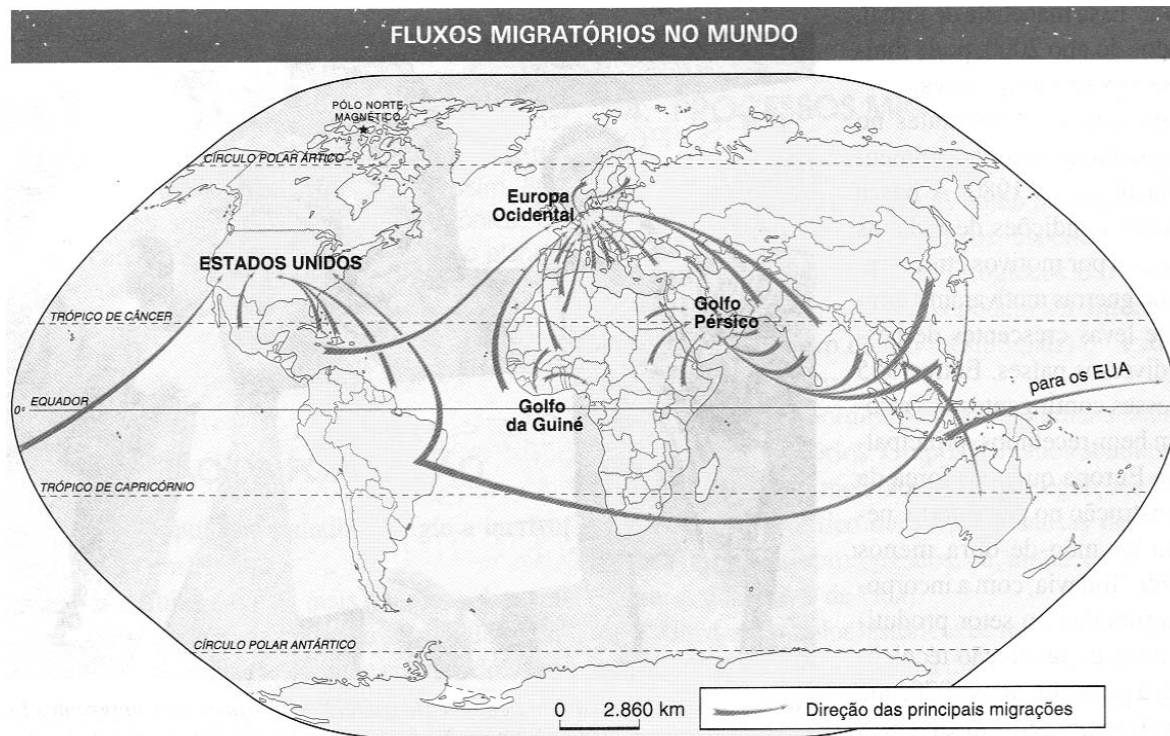 FLUXOS MIGRATÓRIOS NO MUNDO
PÓLO NORTE
MAGNÉTICO
CÍRCULO POLAR ÁRTICO
Europa
Ocidental
ESTADOS UNIDOS
Golfo
Pérsico
TRÓPICO DE CÂNCER
para os EUA
0° EQUADOR
Golfo
da Guiné
TRÓPICO DE CAPRICÓRNIO
CÍRCULO POLAR ANTÁRTICO
0 2.860 km
Direção das principais migrações